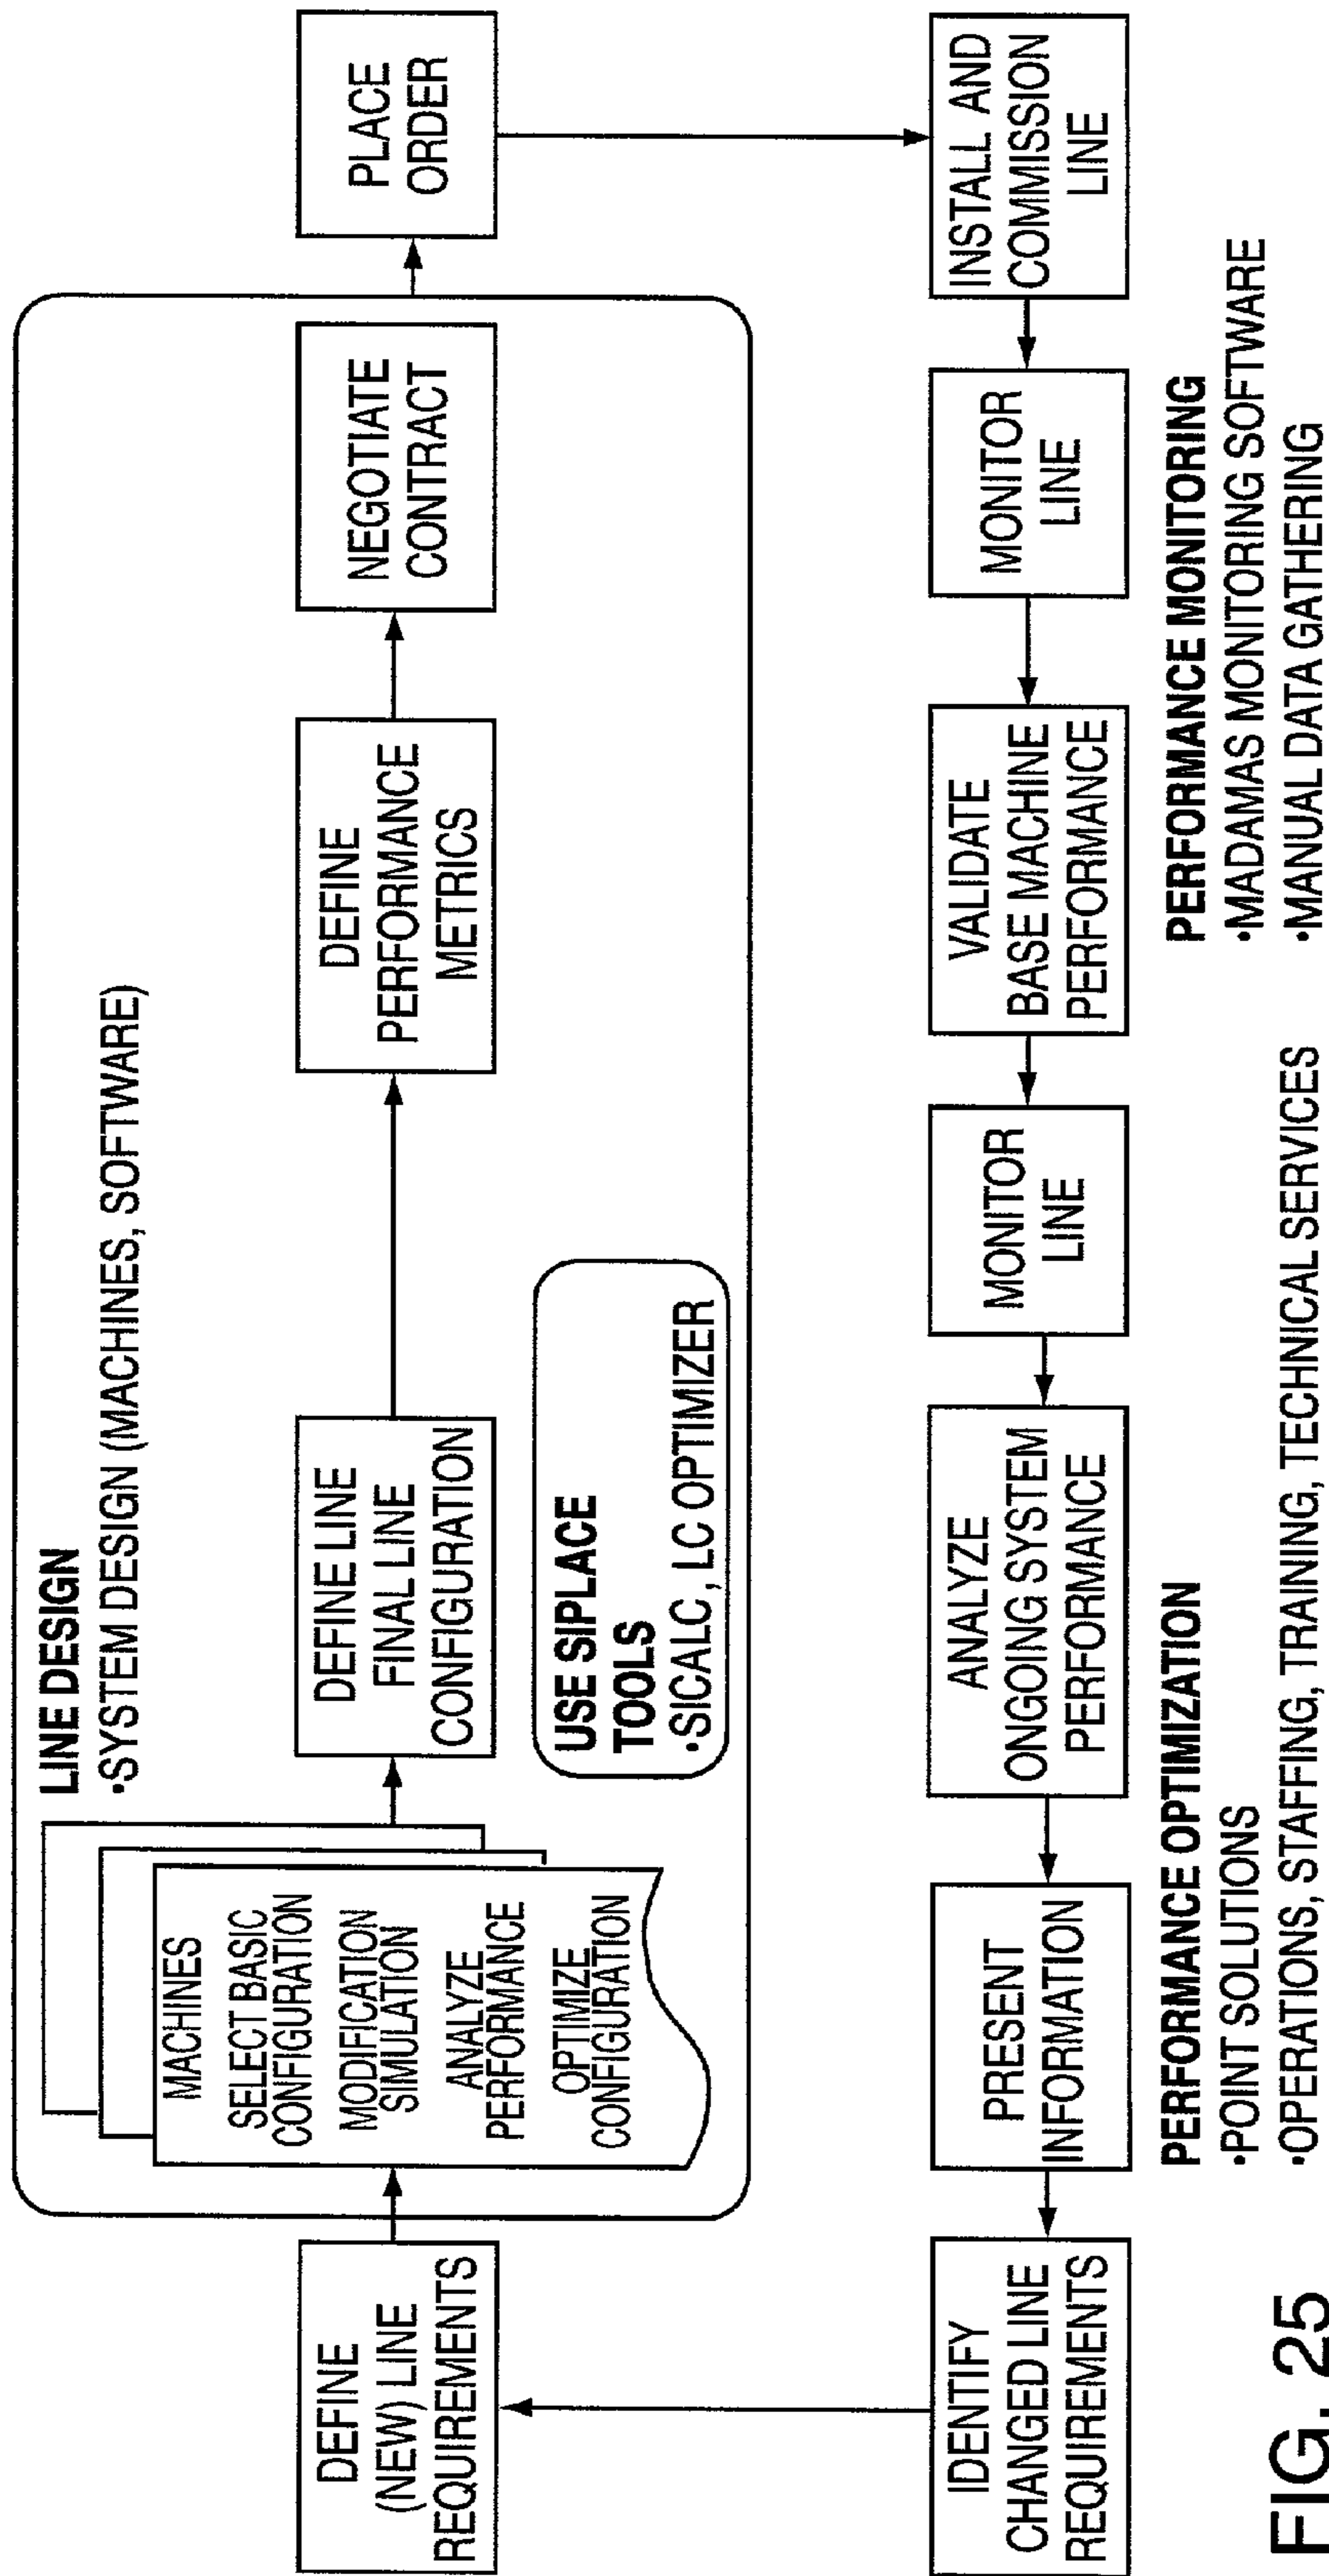 LINE DESIGN
•SYSTEM DESIGN (MACHINES, SOFTWARE)
DEFINE
(NEW) LINE
REQUIREMENTS
MACHINES
SELECT BASIC
CONFIGURATION
MODIFICATION
SIMULATION
ANALYZE
PERFORMANCE
OPTIMIZE
CONFIGURATION
DEFINE LINE
FINAL LINE
CONFIGURATION
USE SIPLACE
TOOLS
•SICALC, LC OPTIMIZER
DEFINE
PERFORMANCE
METRICS
NEGOTIATE
CONTRACT
PLACE
ORDER
INSTALL AND
COMMISSION
LINE
MONITOR
LINE
VALIDATE
BASE MACHINE
PERFORMANCE
MONITOR
LINE
ANALYZE
ONGOING SYSTEM
PERFORMANCE
PRESENT
INFORMATION
IDENTIFY
CHANGED LINE
REQUIREMENTS
PERFORMANCE MONITORING
•MADAMAS MONITORING SOFTWARE
•MANUAL DATA GATHERING
PERFORMANCE OPTIMIZATION
•POINT SOLUTIONS
•OPERATIONS, STAFFING, TRAINING, TECHNICAL SERVICES
FIG. 25